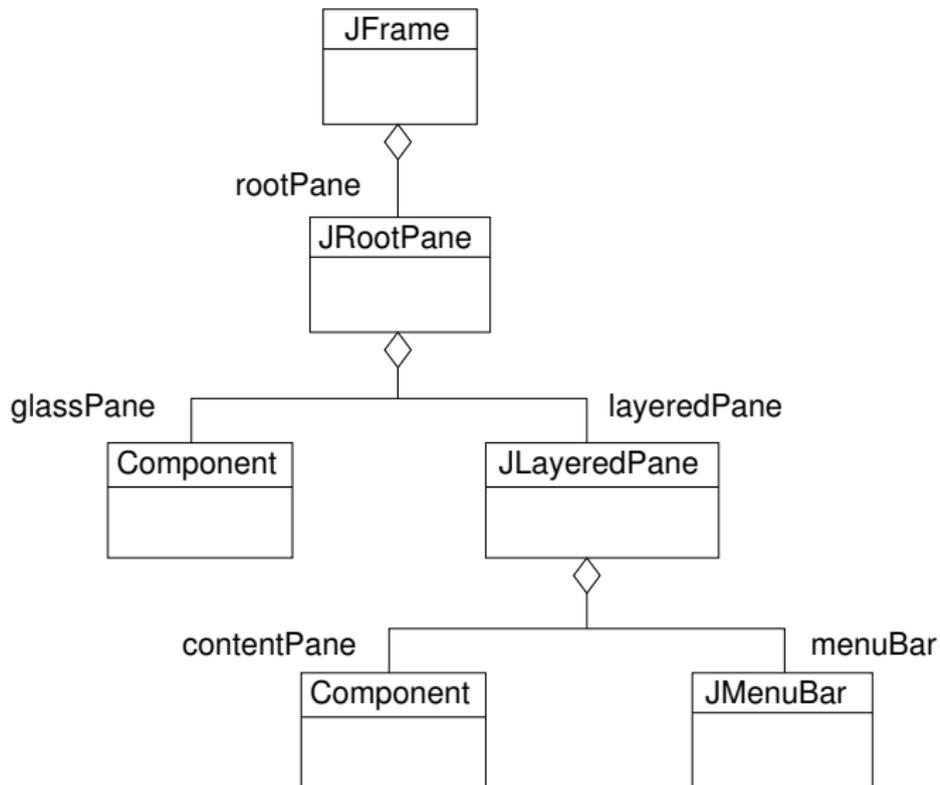 JFrame
rootPane
JRootPane
glassPane
layeredPane
Component
JLayeredPane
contentPane
menuBar
Component
JMenuBar